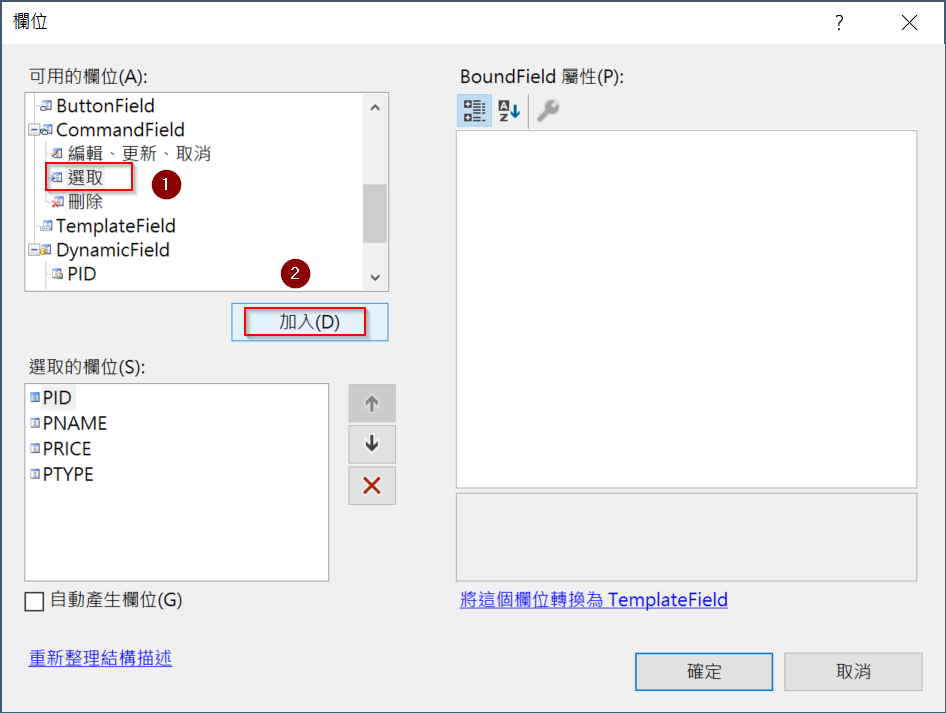 欄位
?
可用的欄位(A):
ButtonField
CommandField
編輯、更新、取消
選取
1
刪除
TemplateField
DynamicField
PID
2
加入(D)
選取的欄位(S):
PID
PNAME
PRICE
PTYPE
自動產生欄位(G)
重新整理結構描述
BoundField 屬性(P):
A
Z
將這個欄位轉換為 TemplateField
確定
取消